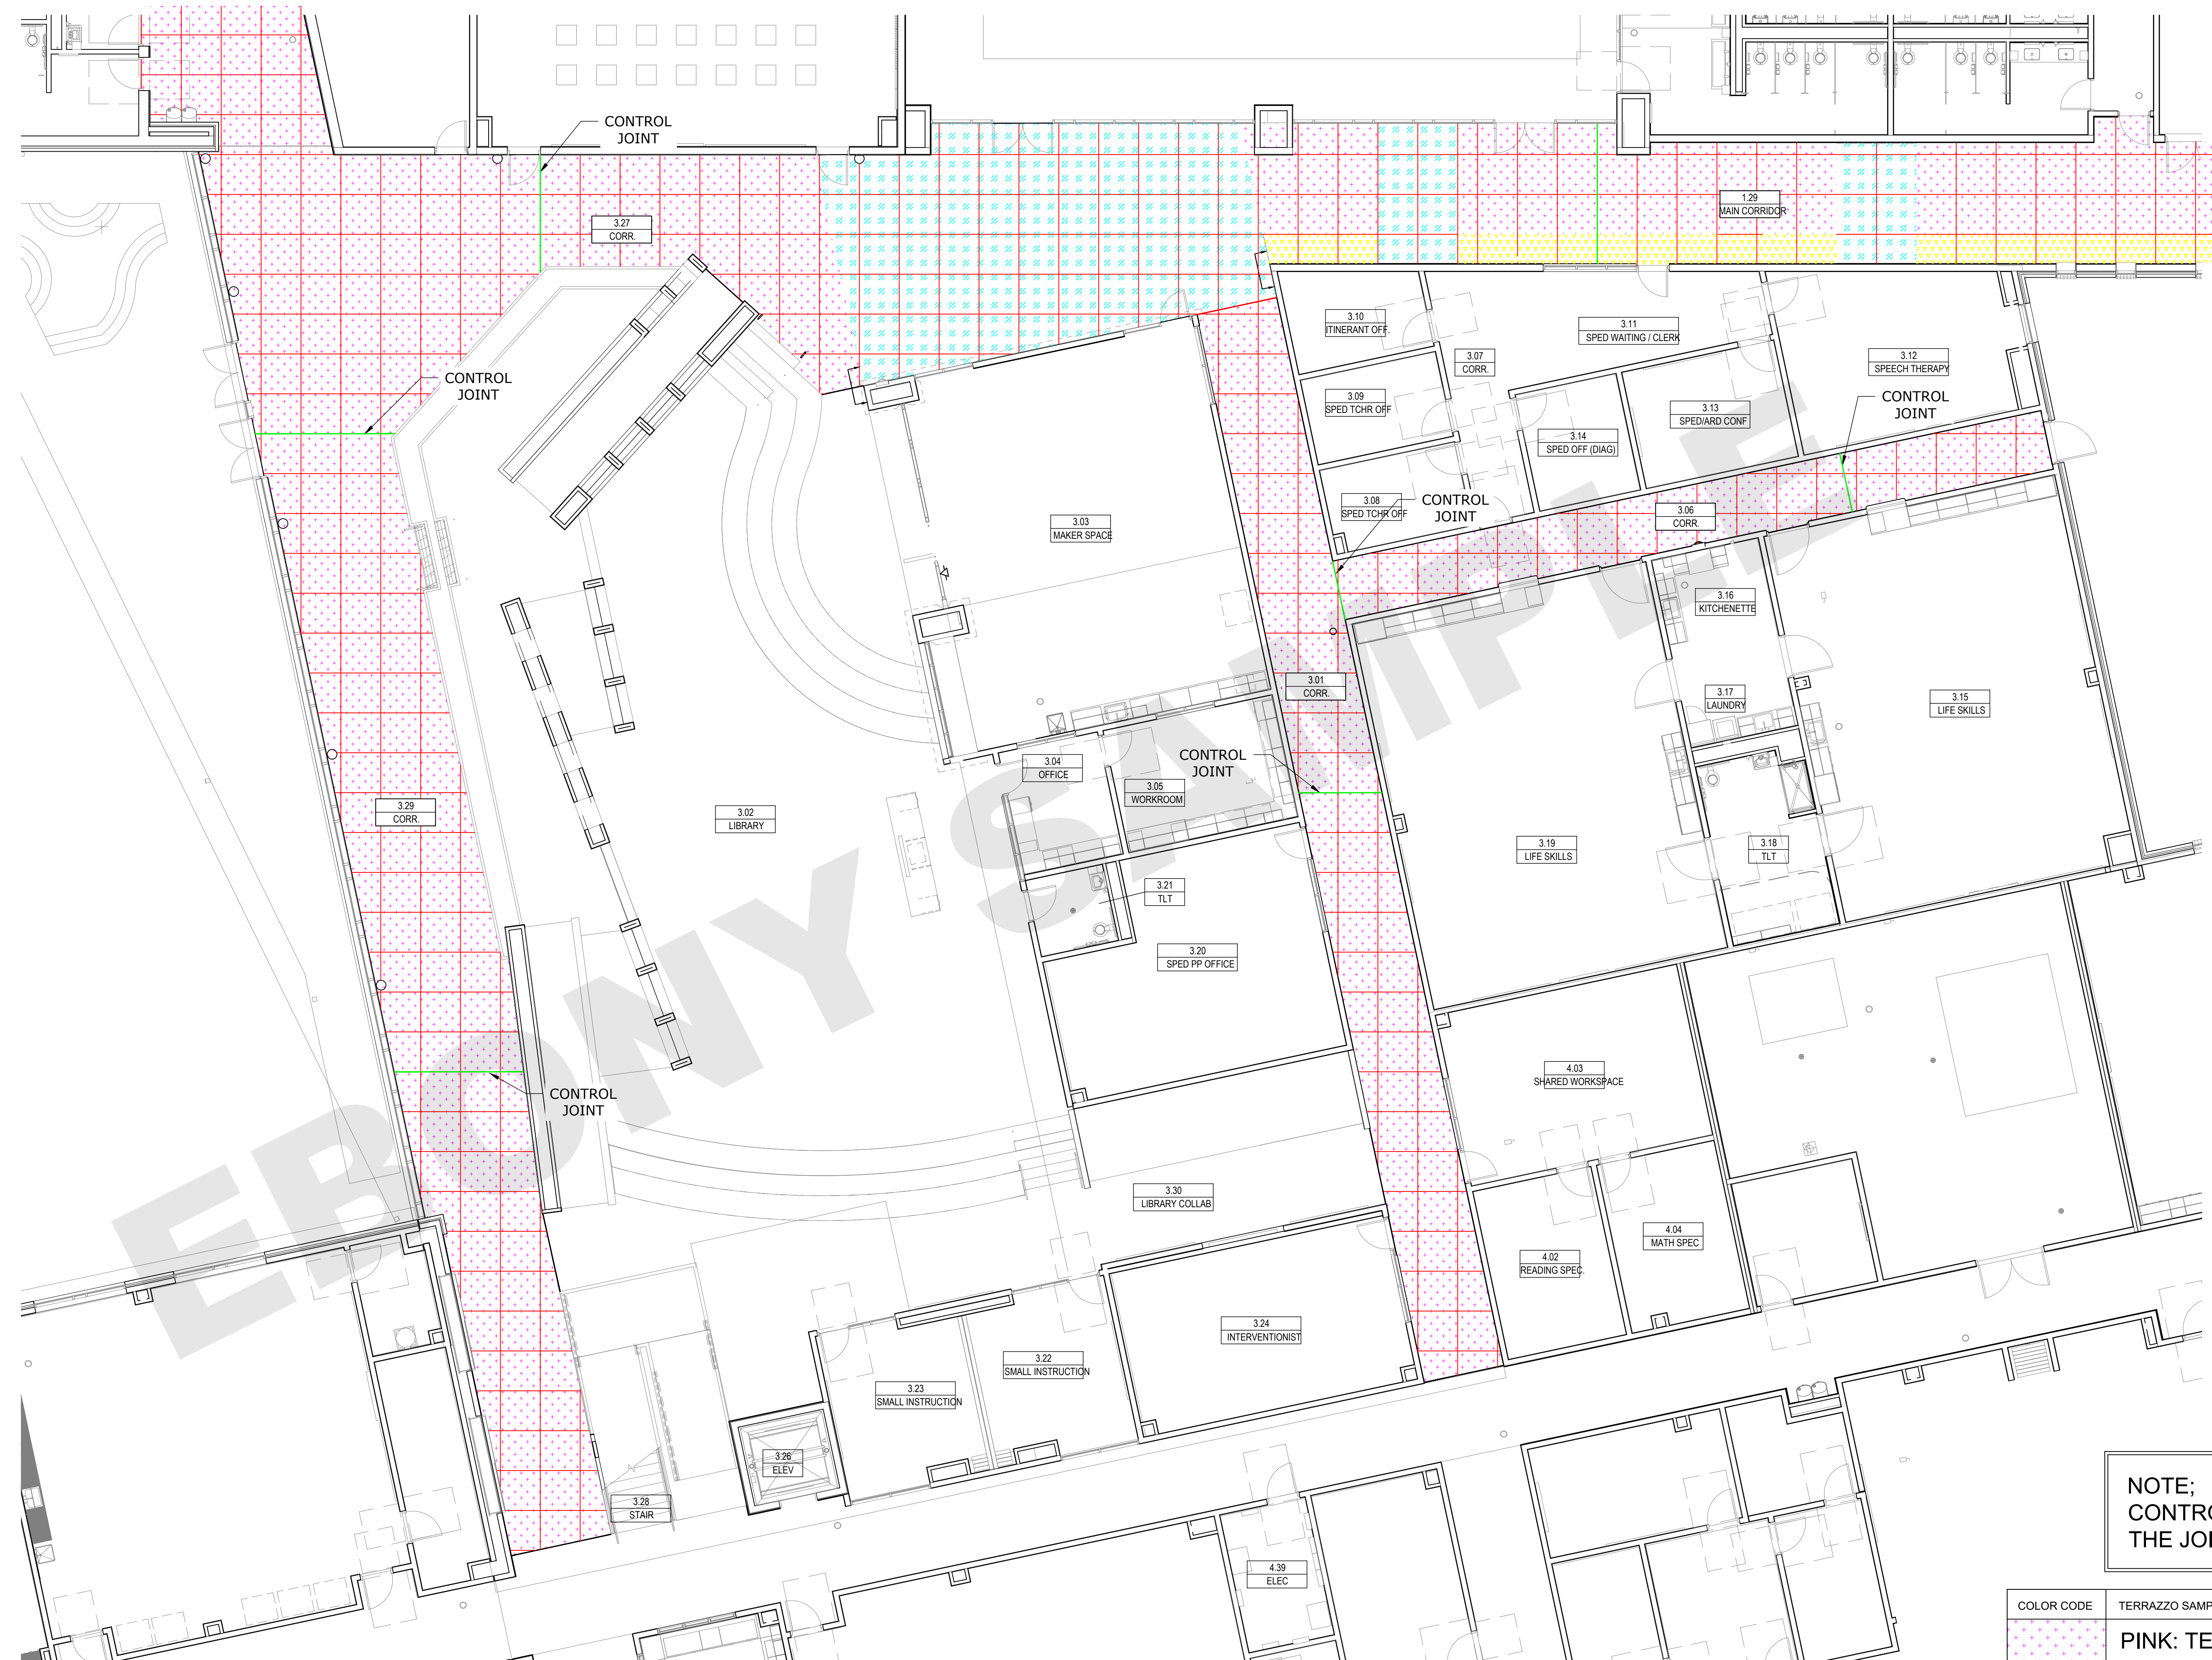 CONTROL
JOINT
3.27
CORR.
1.29
MAIN CORRIDOR
3.10
ITINERANT OFF.
3.11
SPED WAITING / CLERK
3.07
CORR.
3.12
SPEECH THERAPY
CONTROL
JOINT
3.09
SPED TCHR OFF
3.13
SPED/ARD CONF
CONTROL
JOINT
3.14
SPED OFF (DIAG)
3.08
SPED TCHR OFF
CONTROL
JOINT
3.06
CORR.
3.03
MAKER SPACE
3.16
KITCHENETTE
3.01
CORR.
3.17
LAUNDRY
3.15
LIFE SKILLS
CONTROL
JOINT
3.04
OFFICE
3.05
WORKROOM
3.29
CORR.
3.02
LIBRARY
3.19
LIFE SKILLS
3.18
TLT
3.21
TLT
3.20
SPED PP OFFICE
EBONY SAMPLE
4.03
SHARED WORKSPACE
CONTROL
JOINT
3.30
LIBRARY COLLAB
4.04
MATH SPEC
4.02
READING SPEC.
3.24
INTERVENTIONIST
3.22
SMALL INSTRUCTION
3.23
SMALL INSTRUCTION
3.26
ELEV
3.28
STAIR
4.39
ELEC
NOTE;
CONTRO
THE JOI
COLOR CODE
TERRAZZO SAMP
PINK: TE